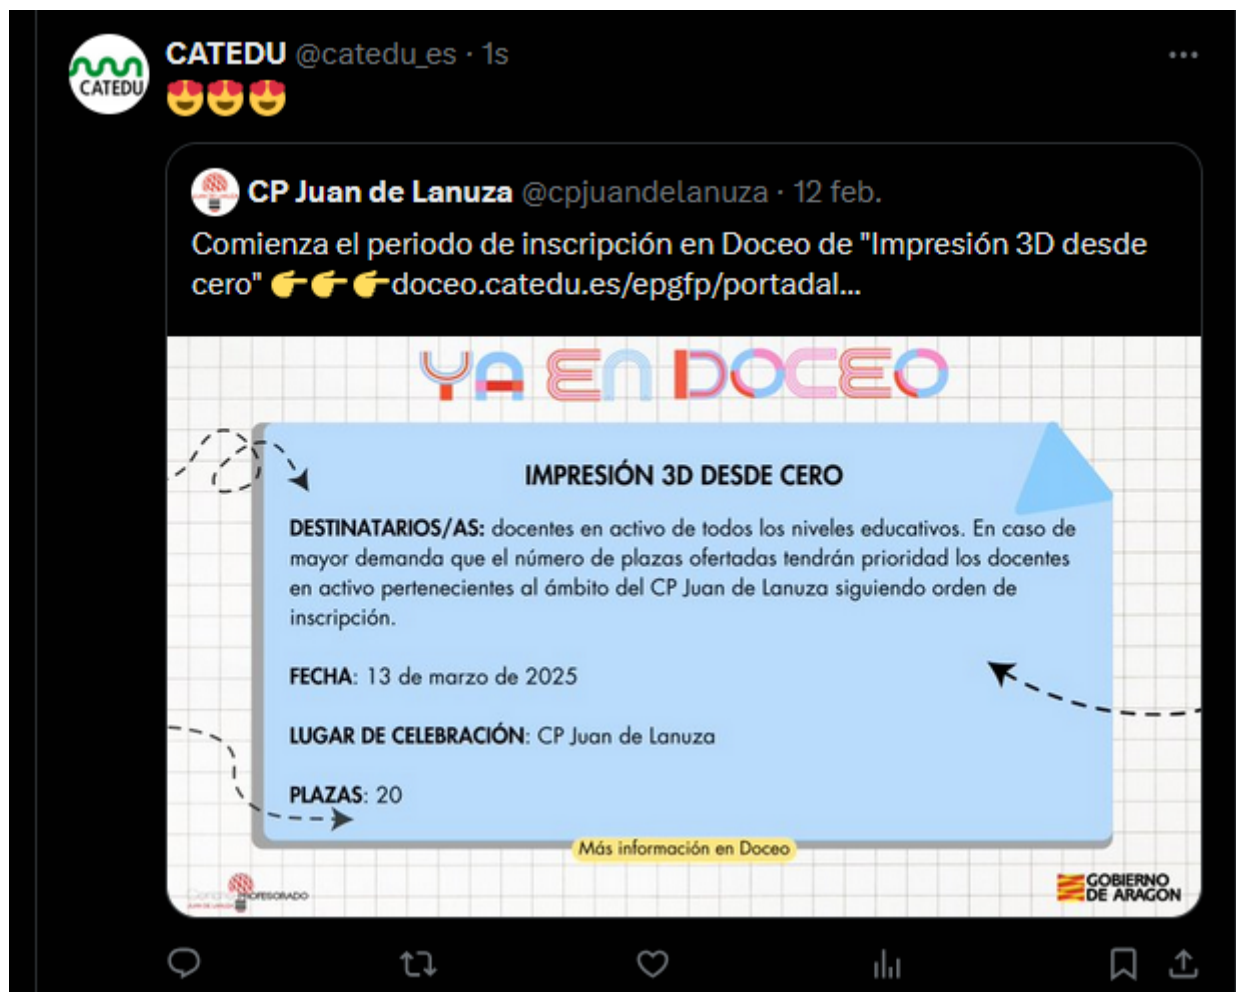 CATEDU @catedu_es · 1s
CATEDU
😍😍😍
CP Juan de Lanuza @cpjuandelanuza · 12 feb.
Comienza el periodo de inscripción en Doceo de "Impresión 3D desde
cero" 👉👉👉doceo.catedu.es/epgfp/portadal...
YA EN DOCEO
IMPRESIÓN 3D DESDE CERO
DESTINATARIOS/AS: docentes en activo de todos los niveles educativos. En caso de
mayor demanda que el número de plazas ofertadas tendrán prioridad los docentes
en activo pertenecientes al ámbito del CP Juan de Lanuza siguiendo orden de
inscripción.
FECHA: 13 de marzo de 2025
LUGAR DE CELEBRACIÓN: CP Juan de Lanuza
PLAZAS: 20
Más información en Doceo
PROFESORADO
JUAN DE LANUZA
GOBIERNO
DE ARAGON